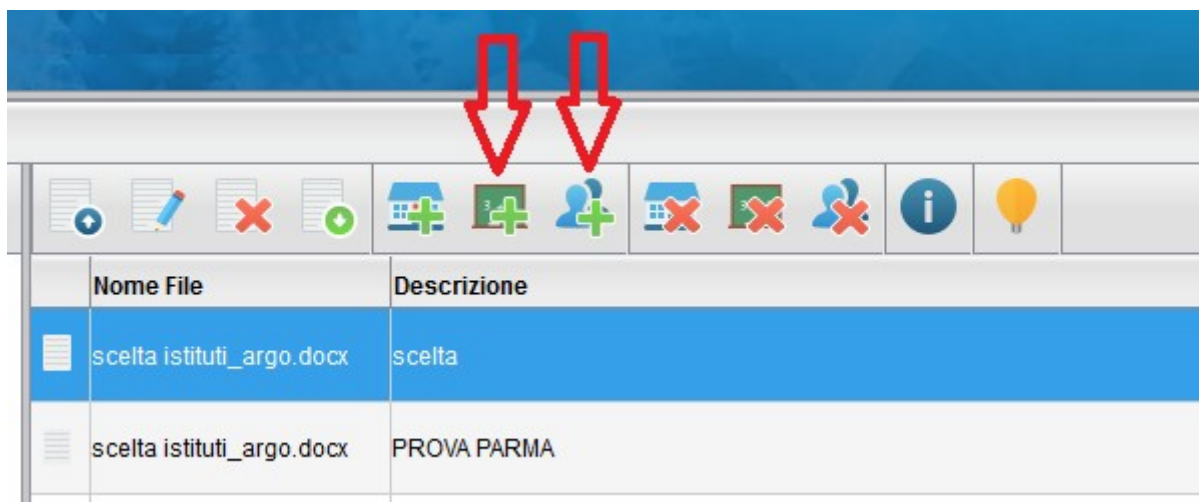 Nome File Descrizione
scelta istituti_argo.docx scelta
scelta istituti_argo.docx PROVA PARMA